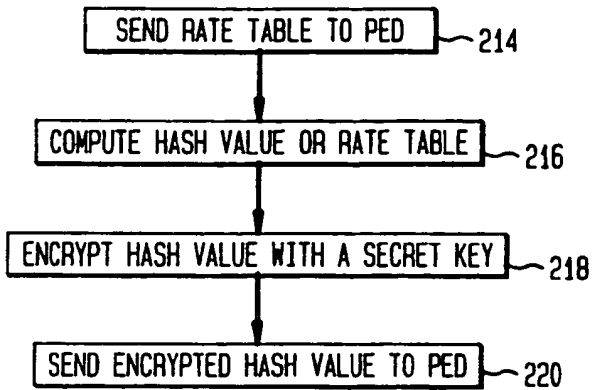 SEND RATE TABLE TO PED 214
COMPUTE HASH VALUE OR RATE TABLE 216
ENCRYPT HASH VALUE WITH A SECRET KEY 218
SEND ENCRYPTED HASH VALUE TO PED 220